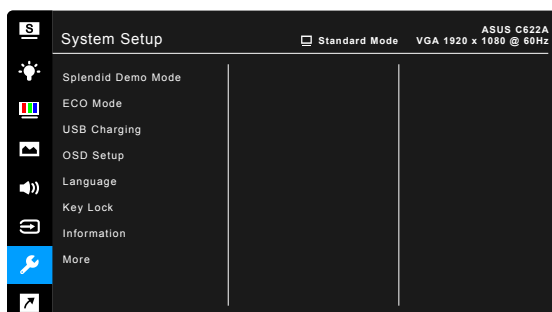 S
System Setup
Standard Mode
ASUS C622A
VGA 1920 x 1080 @ 60Hz
Splendid Demo Mode
ECO Mode
USB Charging
OSD Setup
Language
Key Lock
Information
More